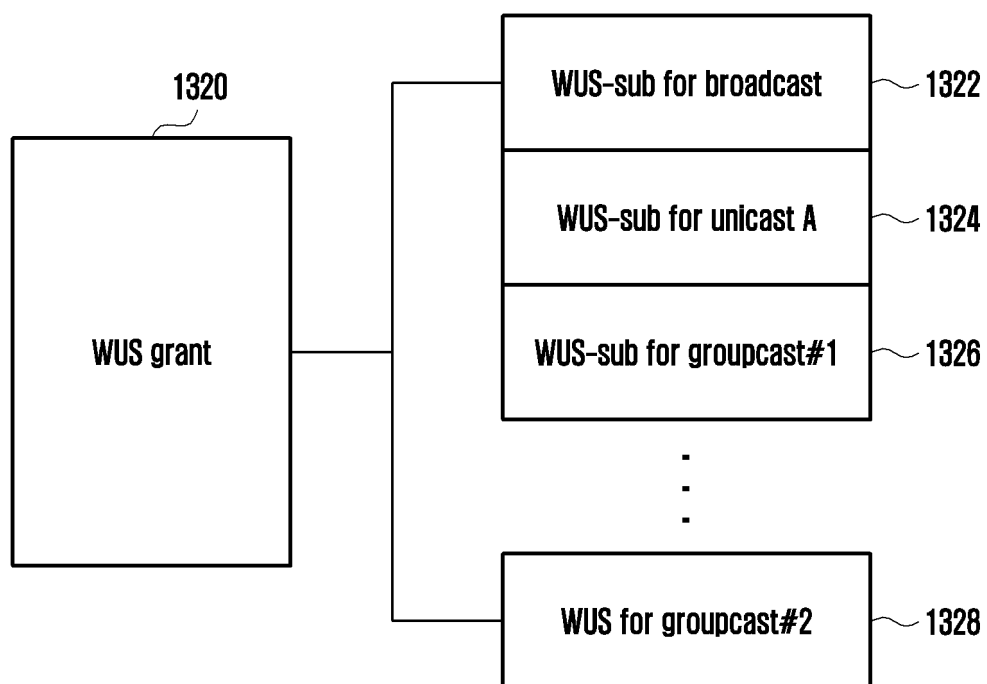 1320
WUS grant
WUS-sub for broadcast
1322
WUS-sub for unicast A
1324
WUS-sub for groupcast#1
1326
WUS for groupcast#2
1328